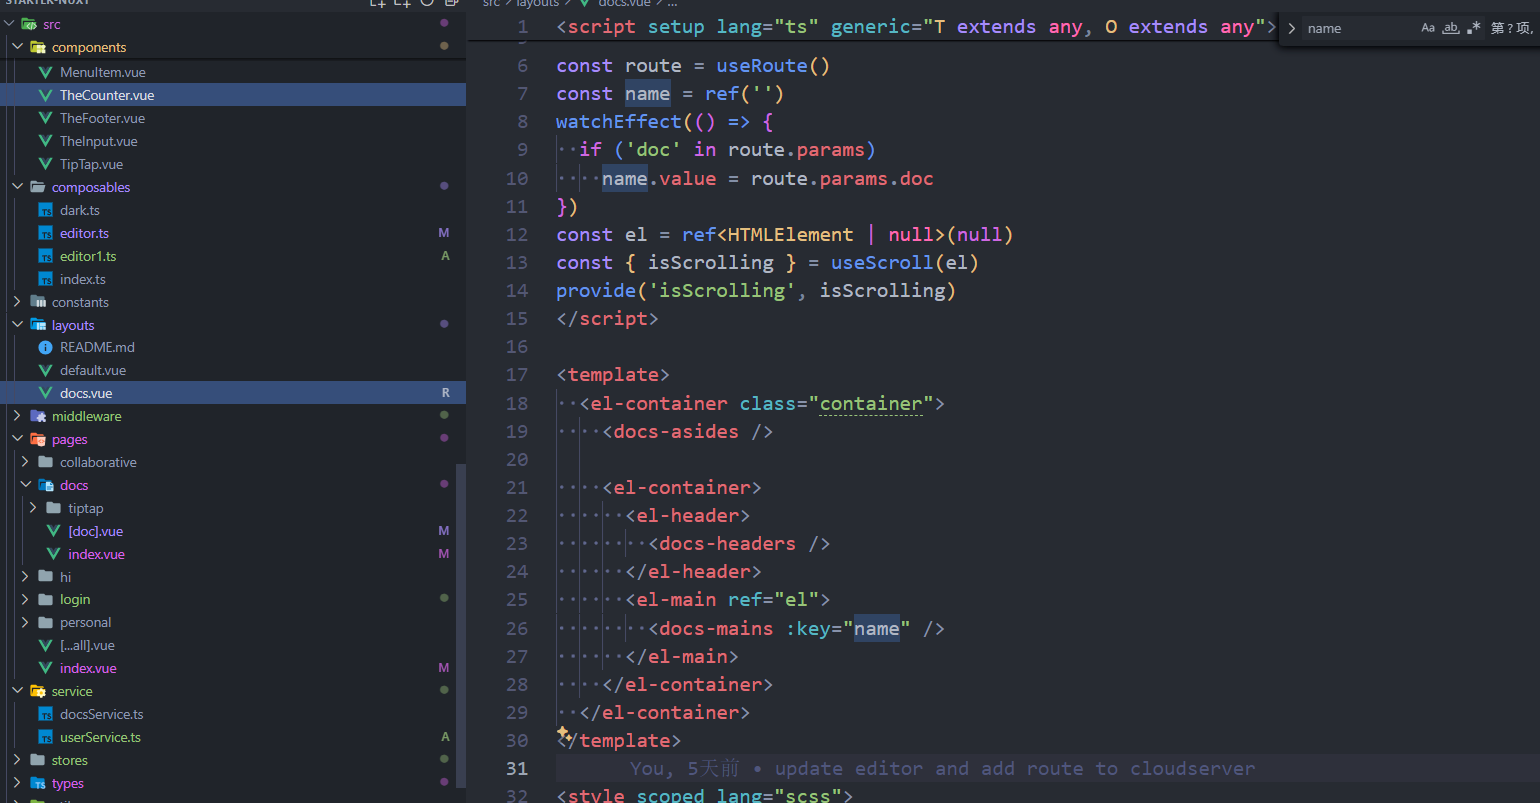 STARTER-NUXT
src
components
MenuItem.vue
TheCounter.vue
TheFooter.vue
TheInput.vue
TipTap.vue
composables
dark.ts
editor.ts M
editor1.ts A
index.ts
constants
layouts
README.md
default.vue
docs.vue R
middleware
pages
collaborative
docs
tiptap
[doc].vue M
index.vue M
hi
login
personal
[...all].vue
index.vue M
service
docsService.ts
userService.ts A
stores
types
src > layouts > docs.vue > ...
name Aa ab .* 第?项,
1 <script setup lang="ts" generic="T extends any, O extends any">
6 const route = useRoute()
7 const name = ref('')
8 watchEffect(() => {
9 if ('doc' in route.params)
10 name.value = route.params.doc
11 })
12 const el = ref<HTMLElement | null>(null)
13 const { isScrolling } = useScroll(el)
14 provide('isScrolling', isScrolling)
15 </script>
16
17 <template>
18 <el-container class="container">
19 <docs-asides />
20
21 <el-container>
22 <el-header>
23 <docs-headers />
24 </el-header>
25 <el-main ref="el">
26 <docs-mains :key="name" />
27 </el-main>
28 </el-container>
29 </el-container>
30 </template>
31 You, 5天前 • update editor and add route to cloudserver
32 <style scoped lang="scss">